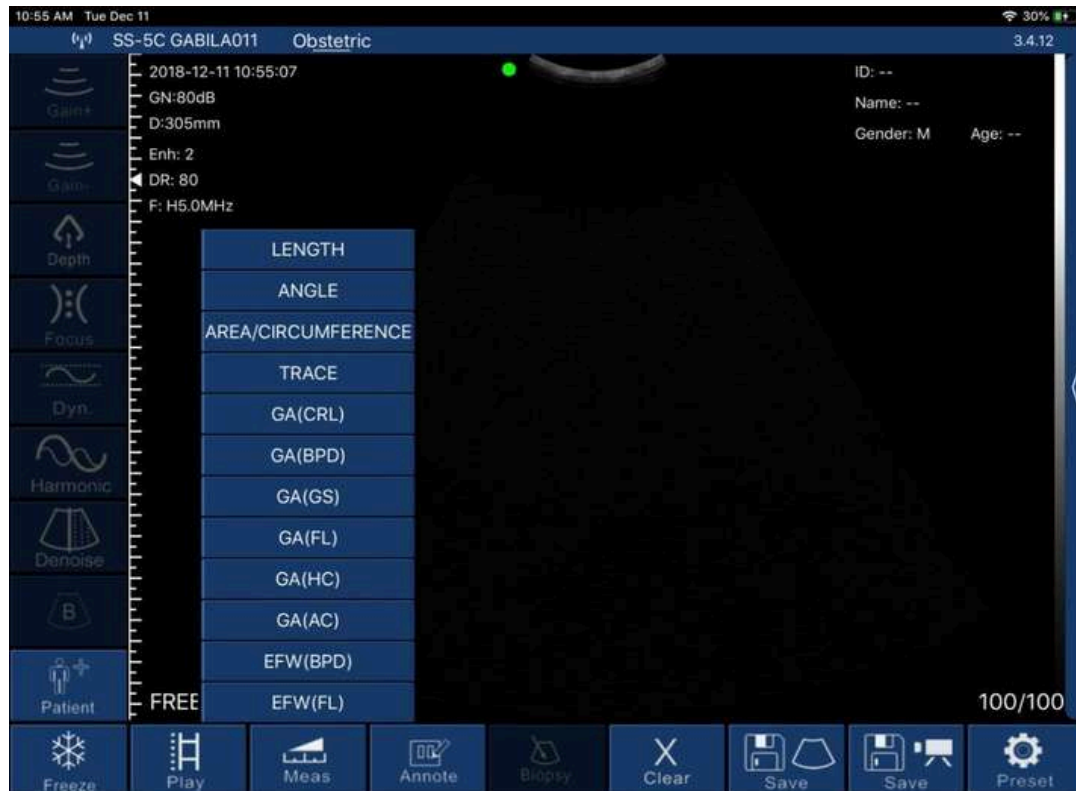 10:55 AM Tue Dec 11 30%
SS-5C GABILA011 Obstetric 3.4.12
2018-12-11 10:55:07
GN:80dB
D:305mm
Enh: 2
DR: 80
F: H5.0MHz
ID: --
Name: --
Gender: M Age: --
Gain+
Gain-
Depth
Focus
Dyn.
Harmonic
Denoise
B
Patient
LENGTH
ANGLE
AREA/CIRCUMFERENCE
TRACE
GA(CRL)
GA(BPD)
GA(GS)
GA(FL)
GA(HC)
GA(AC)
EFW(BPD)
EFW(FL)
FREE
100/100
Freeze
Play
Meas
Annote
Biopsy
Clear
Save
Save
Preset